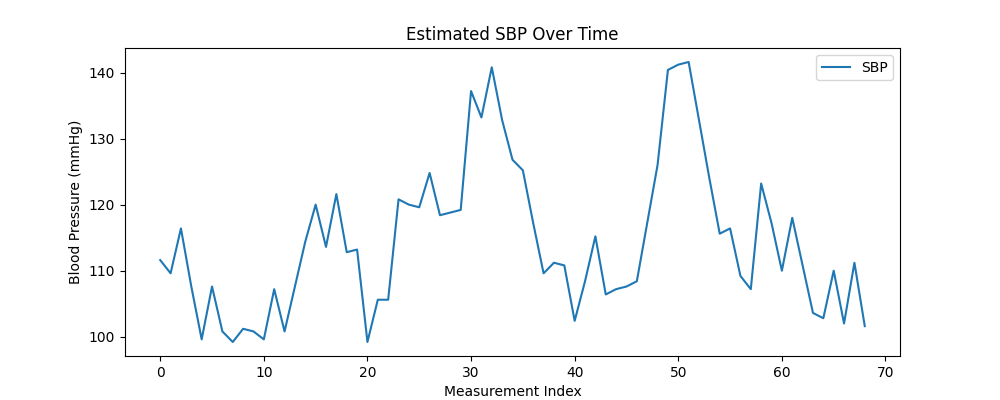 Estimated SBP Over Time
SBP
Blood Pressure (mmHg)
140
130
120
110
100
0 10 20 30 40 50 60 70
Measurement Index